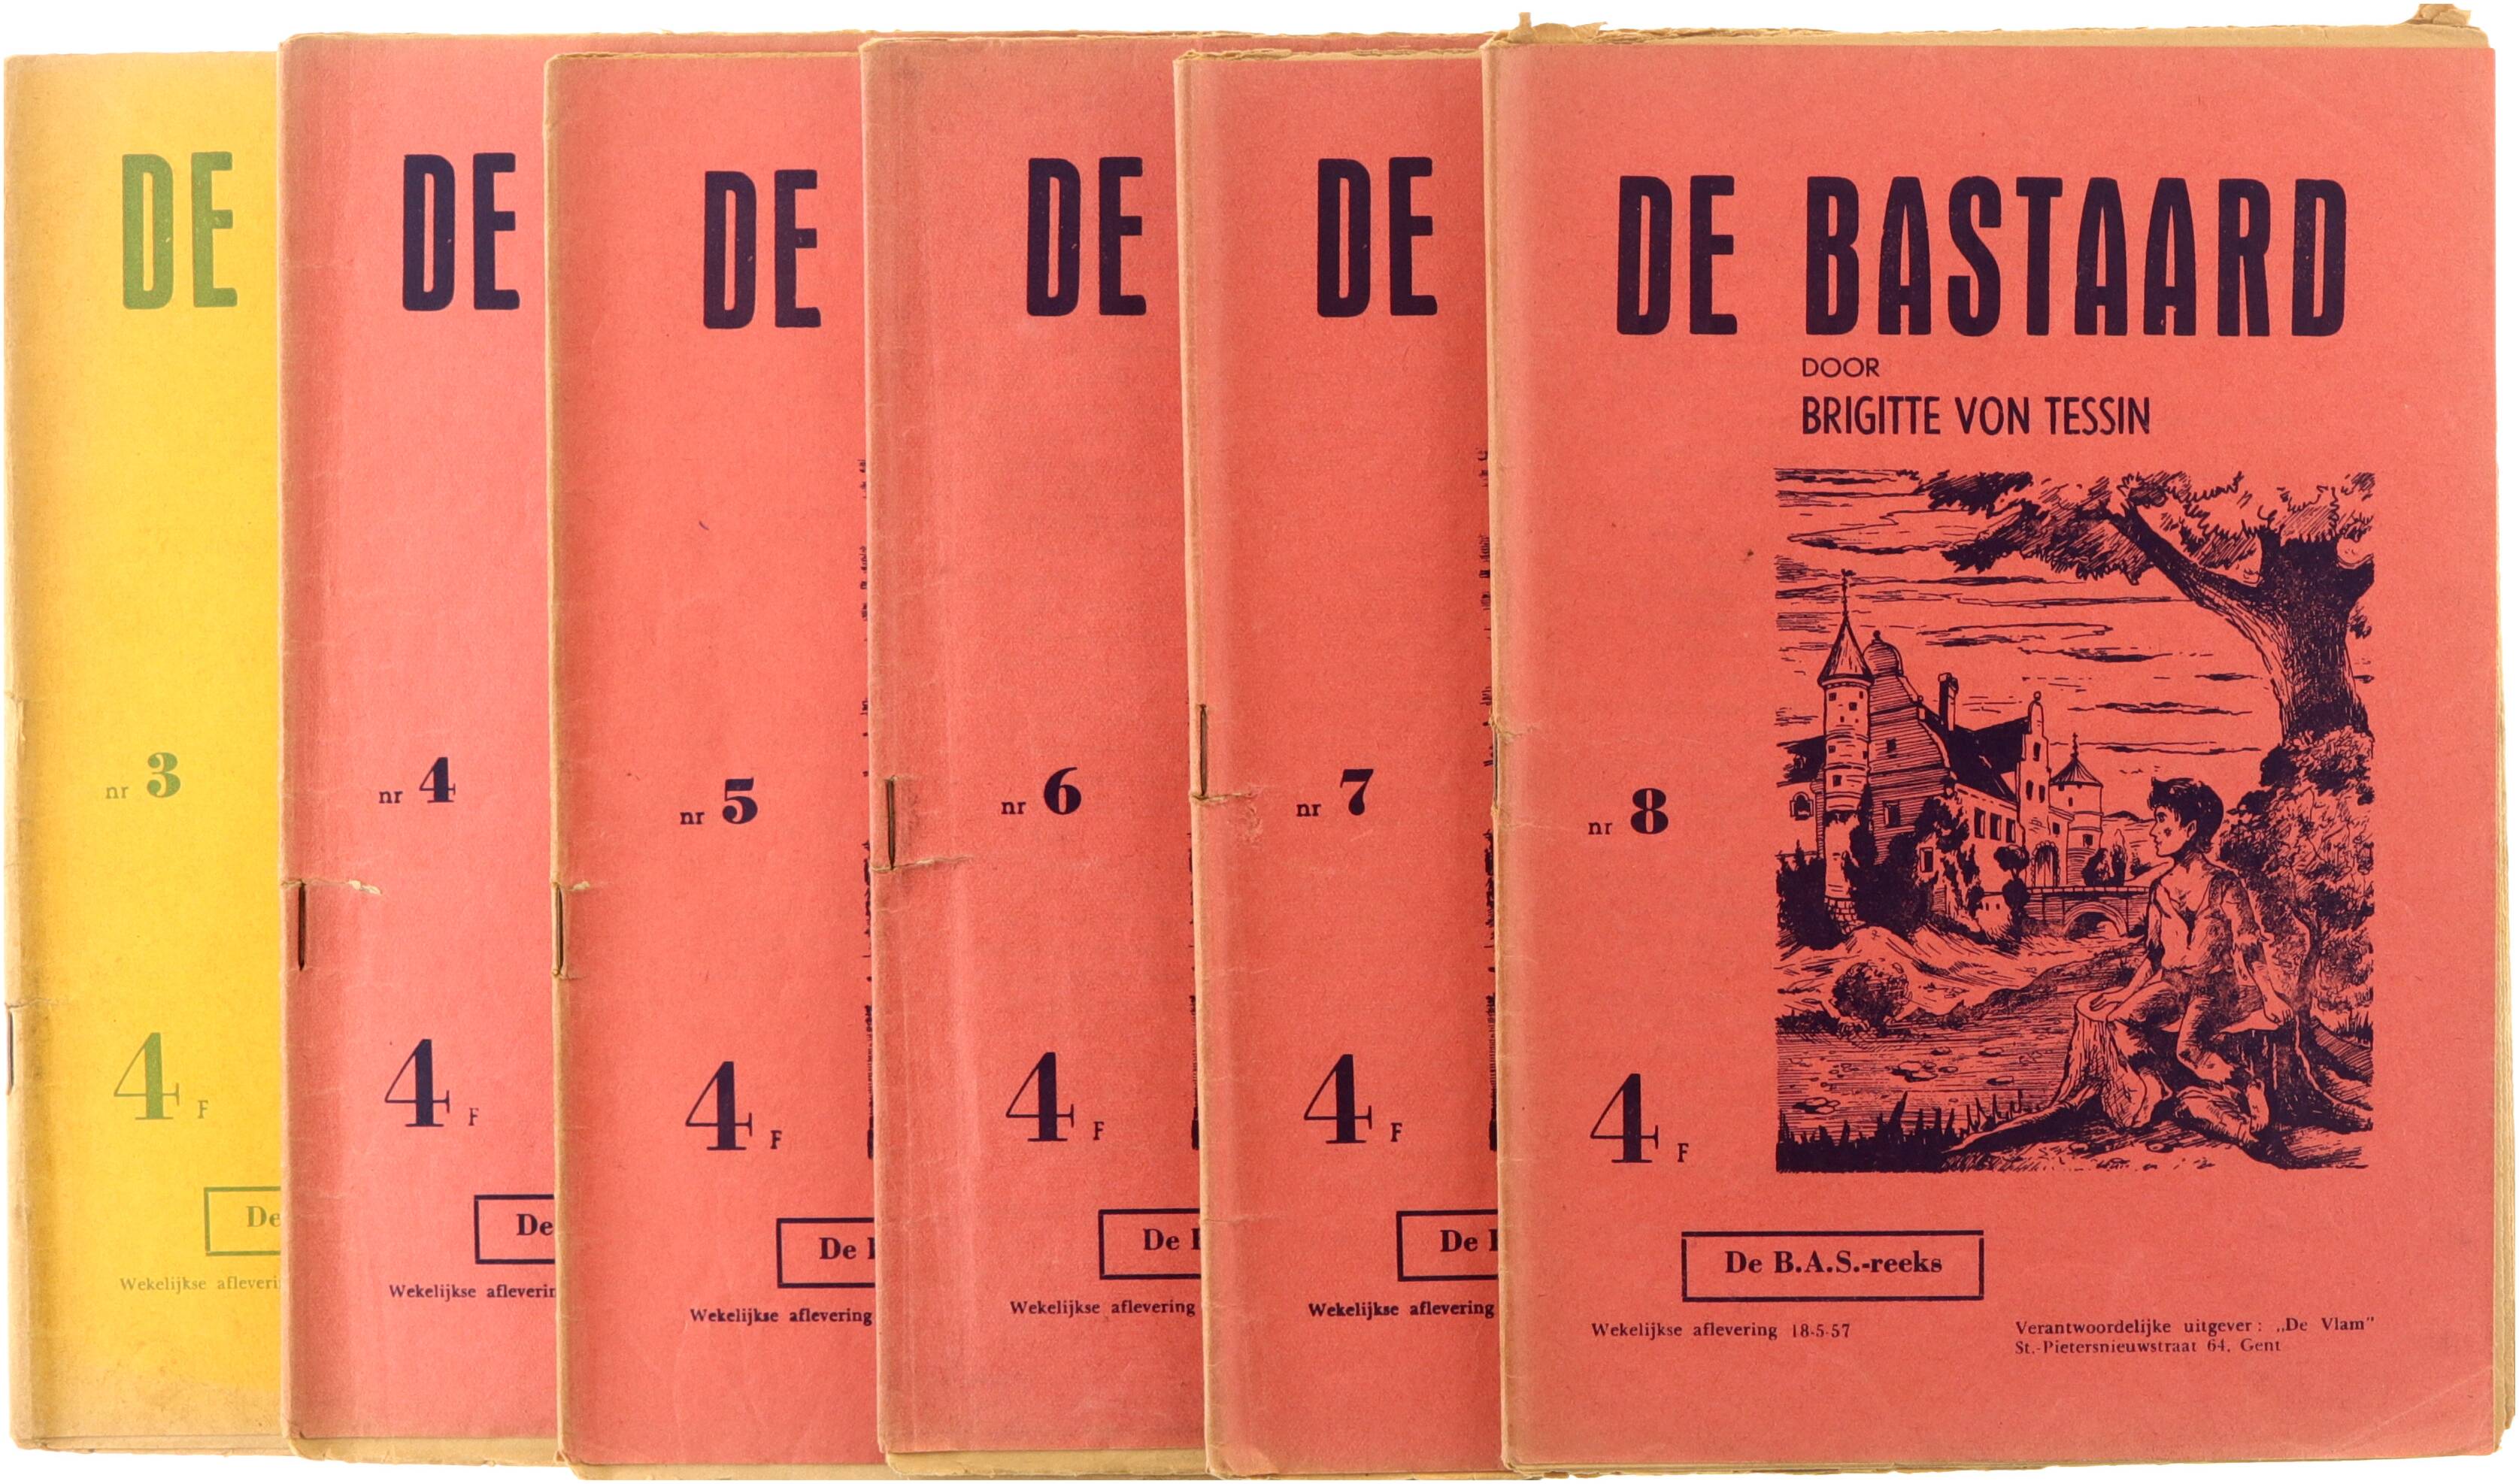 DE
nr 3
4 F
De
Wekelijkse afleveri
DE
nr 4
4 F
De
Wekelijkse afleverin
DE
nr 5
4 F
De
Wekelijkse aflevering
DE
nr 6
4 F
De
Wekelijkse aflevering
DE
nr 7
4 F
De
Wekelijkse aflevering
DE BASTAARD
DOOR
BRIGITTE VON TESSIN
nr 8
4 F
De B.A.S.-reeks
Wekelijkse aflevering 18-5-57
Verantwoordelijke uitgever: „De Vlam"
St.-Pietersnieuwstraat 64, Gent